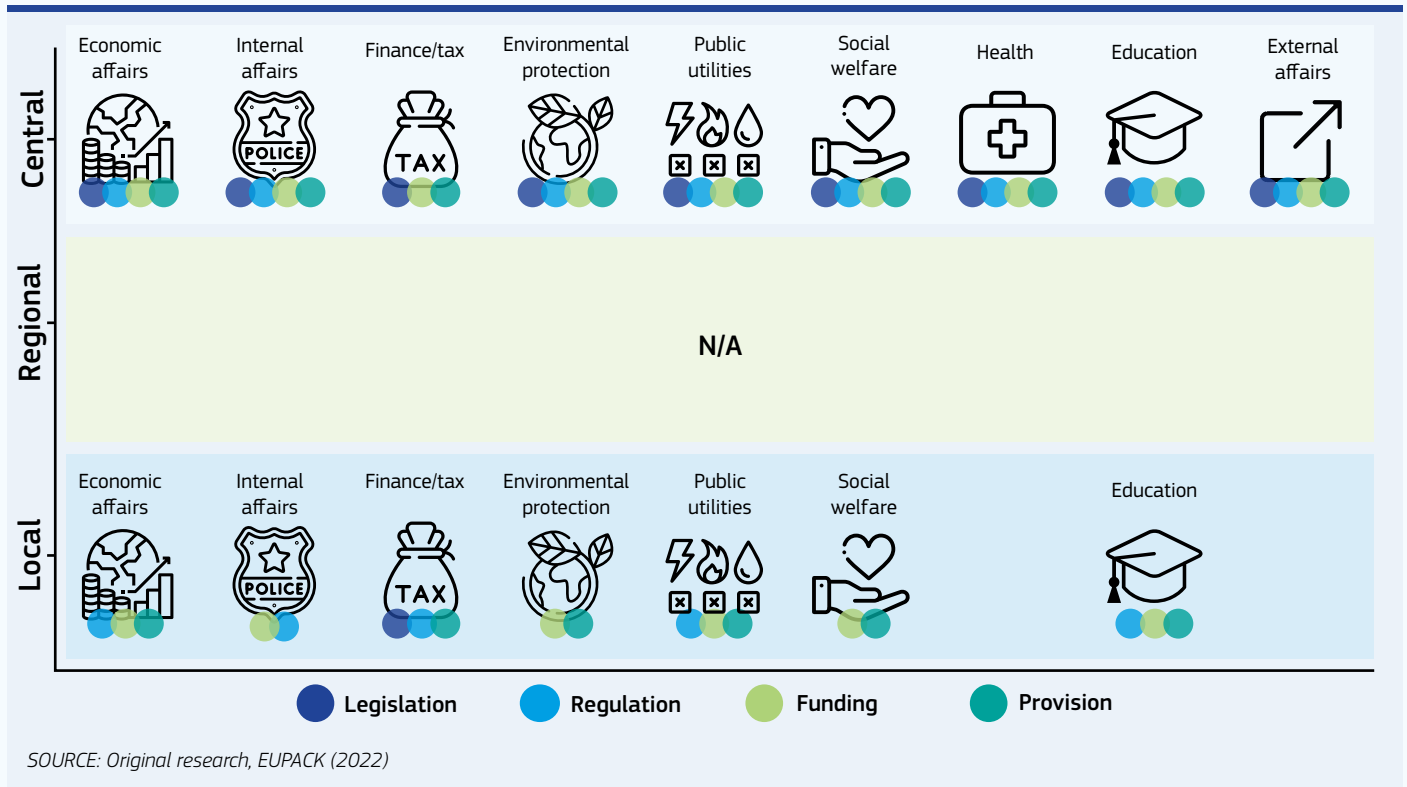 Central
Economic
affairs
Internal
affairs
Finance/tax
Environmental
protection
Public
utilities
Social
welfare
Health
Education
External
affairs
POLICE
TAX
Regional
N/A
Local
Economic
affairs
Internal
affairs
Finance/tax
Environmental
protection
Public
utilities
Social
welfare
Education
POLICE
TAX
Legislation
Regulation
Funding
Provision
SOURCE: Original research, EUPACK (2022)